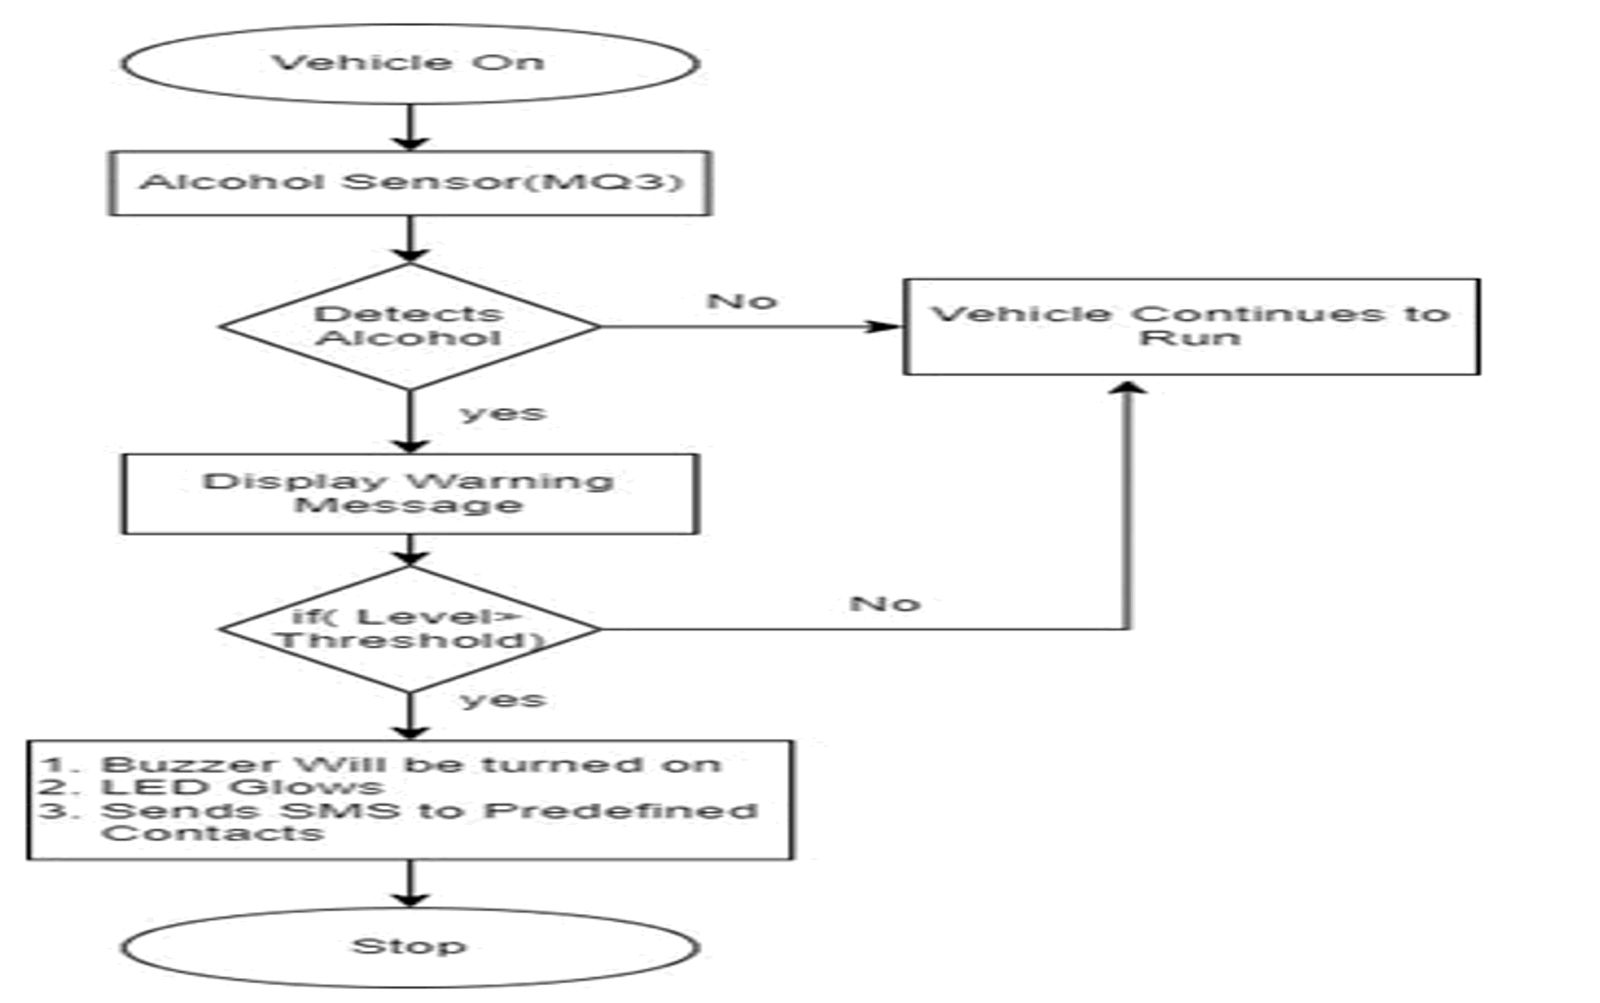 Vehicle On
Alcohol Sensor(MQ3)
Detects
Alcohol
No
Vehicle Continues to
Run
yes
Display Warning
Message
if( Level>
Threshold)
No
yes
1. Buzzer Will be turned on
2. LED Glows
3. Sends SMS to Predefined
Contacts
Stop